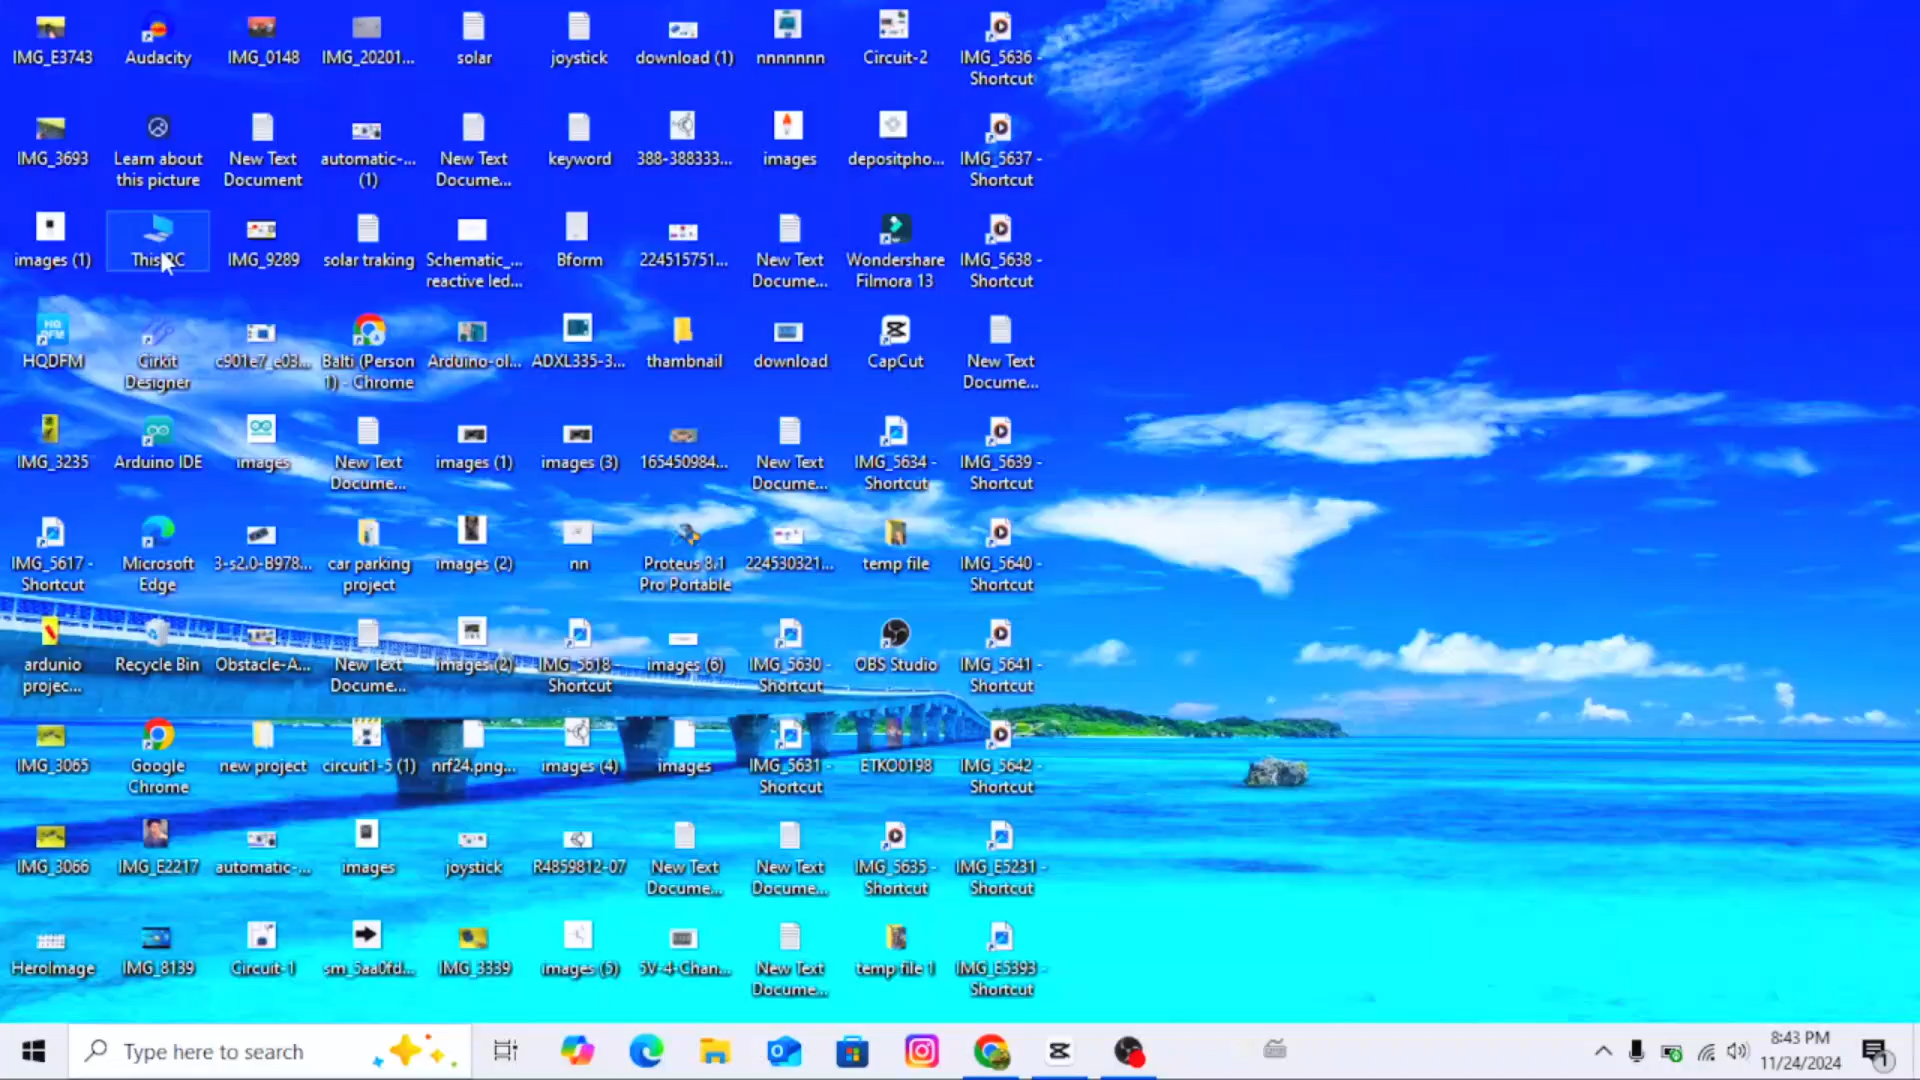 IMG_E3743
Audacity
IMG_0148
IMG_20201...
solar
joystick
download (1)
nnnnnnn
Circuit-2
IMG_5636 -
Shortcut
IMG_3693
Learn about
this picture
New Text
Document
automatic-...
(1)
New Text
Docume...
keyword
388-388333...
images
depositpho...
IMG_5637 -
Shortcut
images (1)
This PC
IMG_9289
solar traking
Schematic_...
reactive led...
Bform
224515751...
New Text
Docume...
Wondershare
Filmora 13
IMG_5638 -
Shortcut
HQ
DFM
HQDFM
Cirkit
Designer
c901e7_e03...
Balti (Person
1) - Chrome
Arduino-ol...
ADXL335-3...
thambnail
download
CapCut
New Text
Docume...
IMG_3235
Arduino IDE
images
New Text
Docume...
images (1)
images (3)
165450984...
New Text
Docume...
IMG_5634 -
Shortcut
IMG_5639 -
Shortcut
IMG_5617 -
Shortcut
Microsoft
Edge
3-s2.0-B978...
car parking
project
images (2)
nn
Proteus 8.1
Pro Portable
224530321...
temp file
IMG_5640 -
Shortcut
ardunio
projec...
Recycle Bin
Obstacle-A...
New Text
Docume...
images (2)
IMG_5618 -
Shortcut
images (6)
IMG_5630 -
Shortcut
OBS Studio
IMG_5641 -
Shortcut
IMG_3065
Google
Chrome
new project
circuit1-5 (1)
nrf24.png...
images (4)
images
IMG_5631 -
Shortcut
ETKO0198
IMG_5642 -
Shortcut
IMG_3066
IMG_E2217
automatic-...
images
joystick
R4859812-07
New Text
Docume...
New Text
Docume...
IMG_5635 -
Shortcut
IMG_E5231 -
Shortcut
HeroImage
IMG_8139
Circuit-1
sm_5aa0fd...
IMG_3339
images (5)
5V-4-Chan...
New Text
Docume...
temp file 1
IMG_E5393 -
Shortcut
Type here to search
8:43 PM
11/24/2024
1